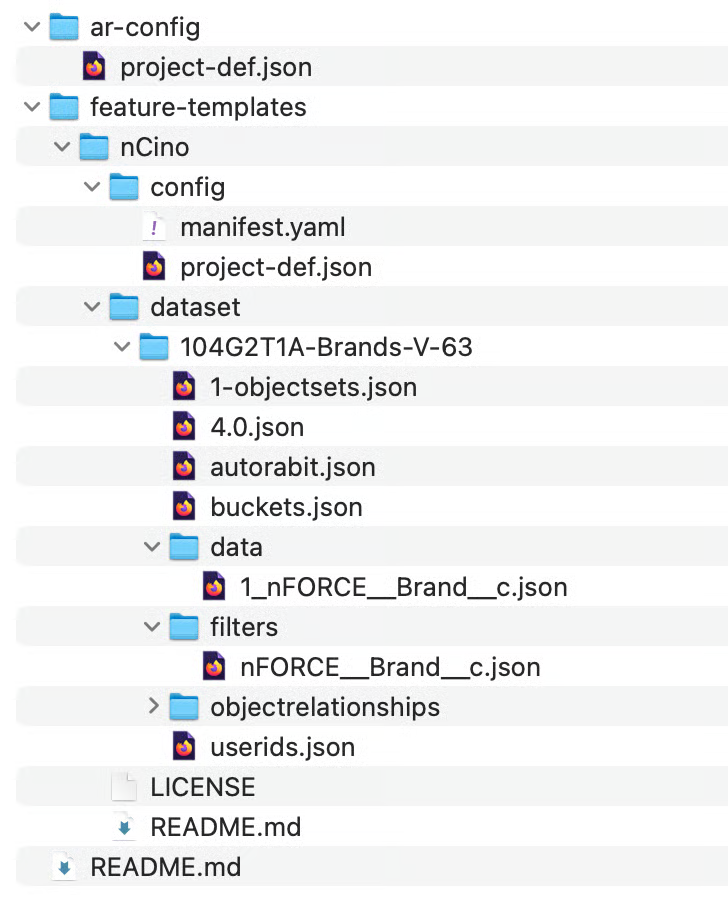 ar-config
project-def.json
feature-templates
nCino
config
manifest.yaml
project-def.json
dataset
104G2T1A-Brands-V-63
1-objectsets.json
4.0.json
autorabit.json
buckets.json
data
1_nFORCE__Brand__c.json
filters
nFORCE__Brand__c.json
objectrelationships
userids.json
LICENSE
README.md
README.md